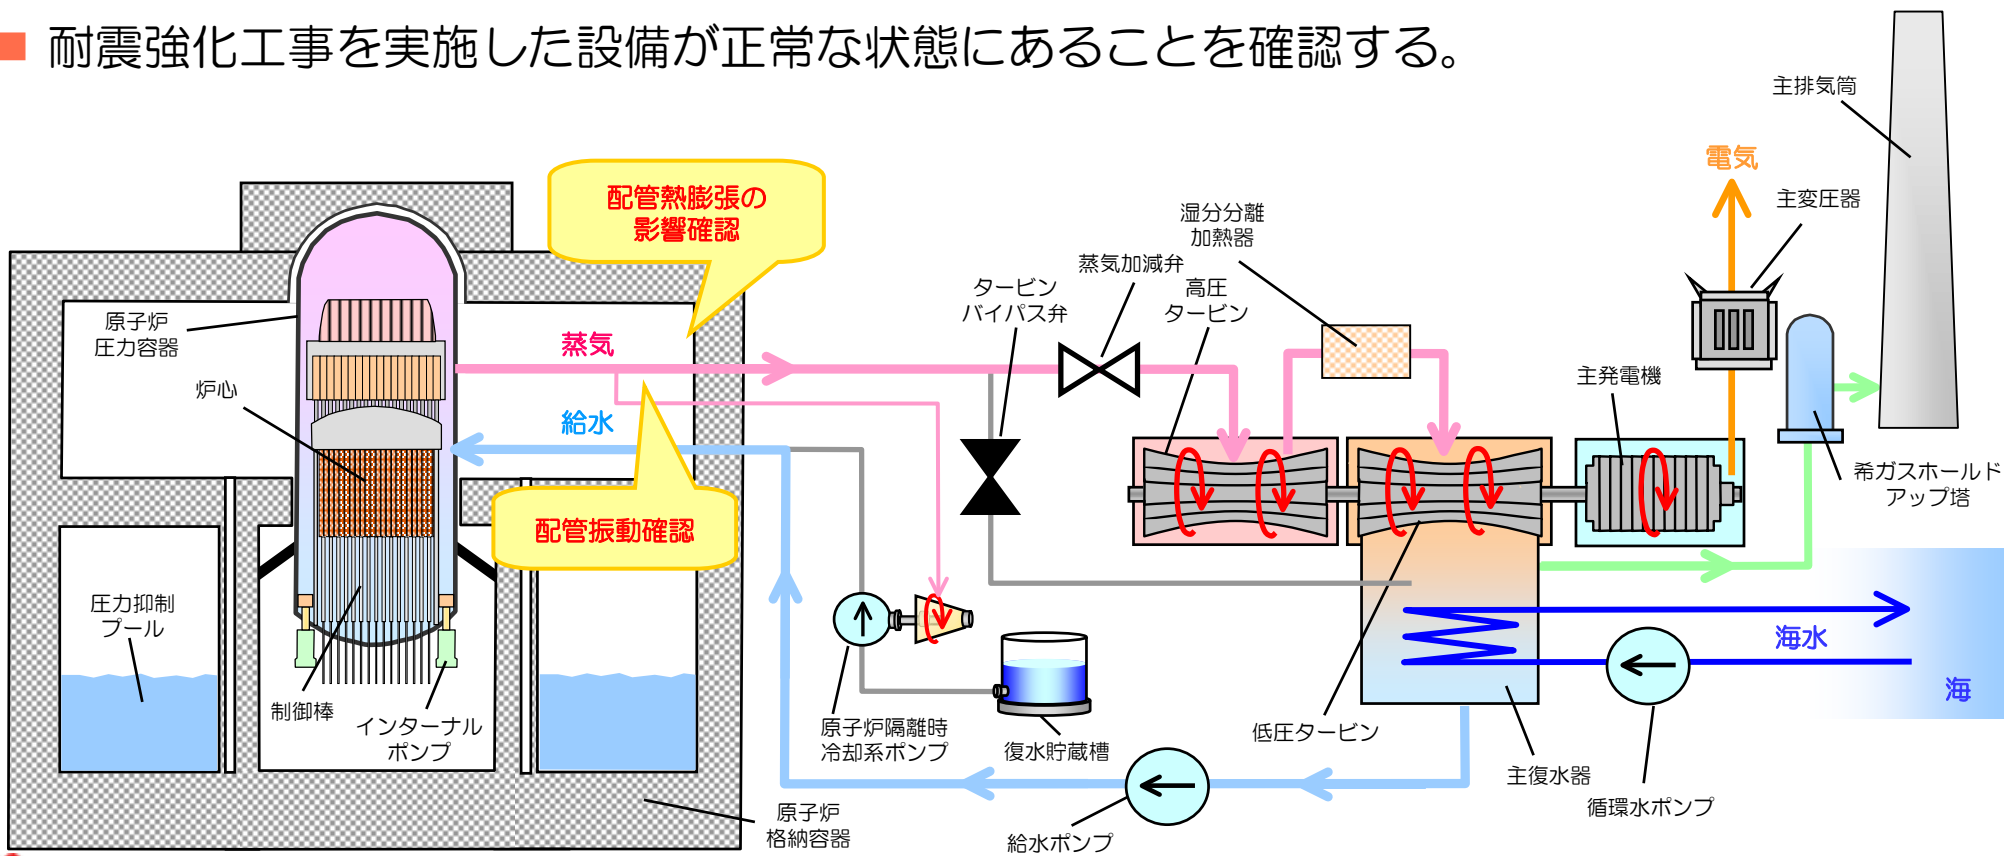 耐震強化工事を実施した設備が正常な状態にあることを確認する。
主排気筒
電気
主変圧器
配管熱膨張の
影響確認
湿分分離
加熱器
蒸気加減弁
タービン
バイパス弁
高圧
タービン
原子炉
圧力容器
蒸気
炉心
給水
主発電機
希ガスホールド
アップ塔
配管振動確認
圧力抑制
プール
海水
海
制御棒
インターナル
ポンプ
原子炉隔離時
冷却系ポンプ
復水貯蔵槽
低圧タービン
主復水器
循環水ポンプ
原子炉
格納容器
給水ポンプ